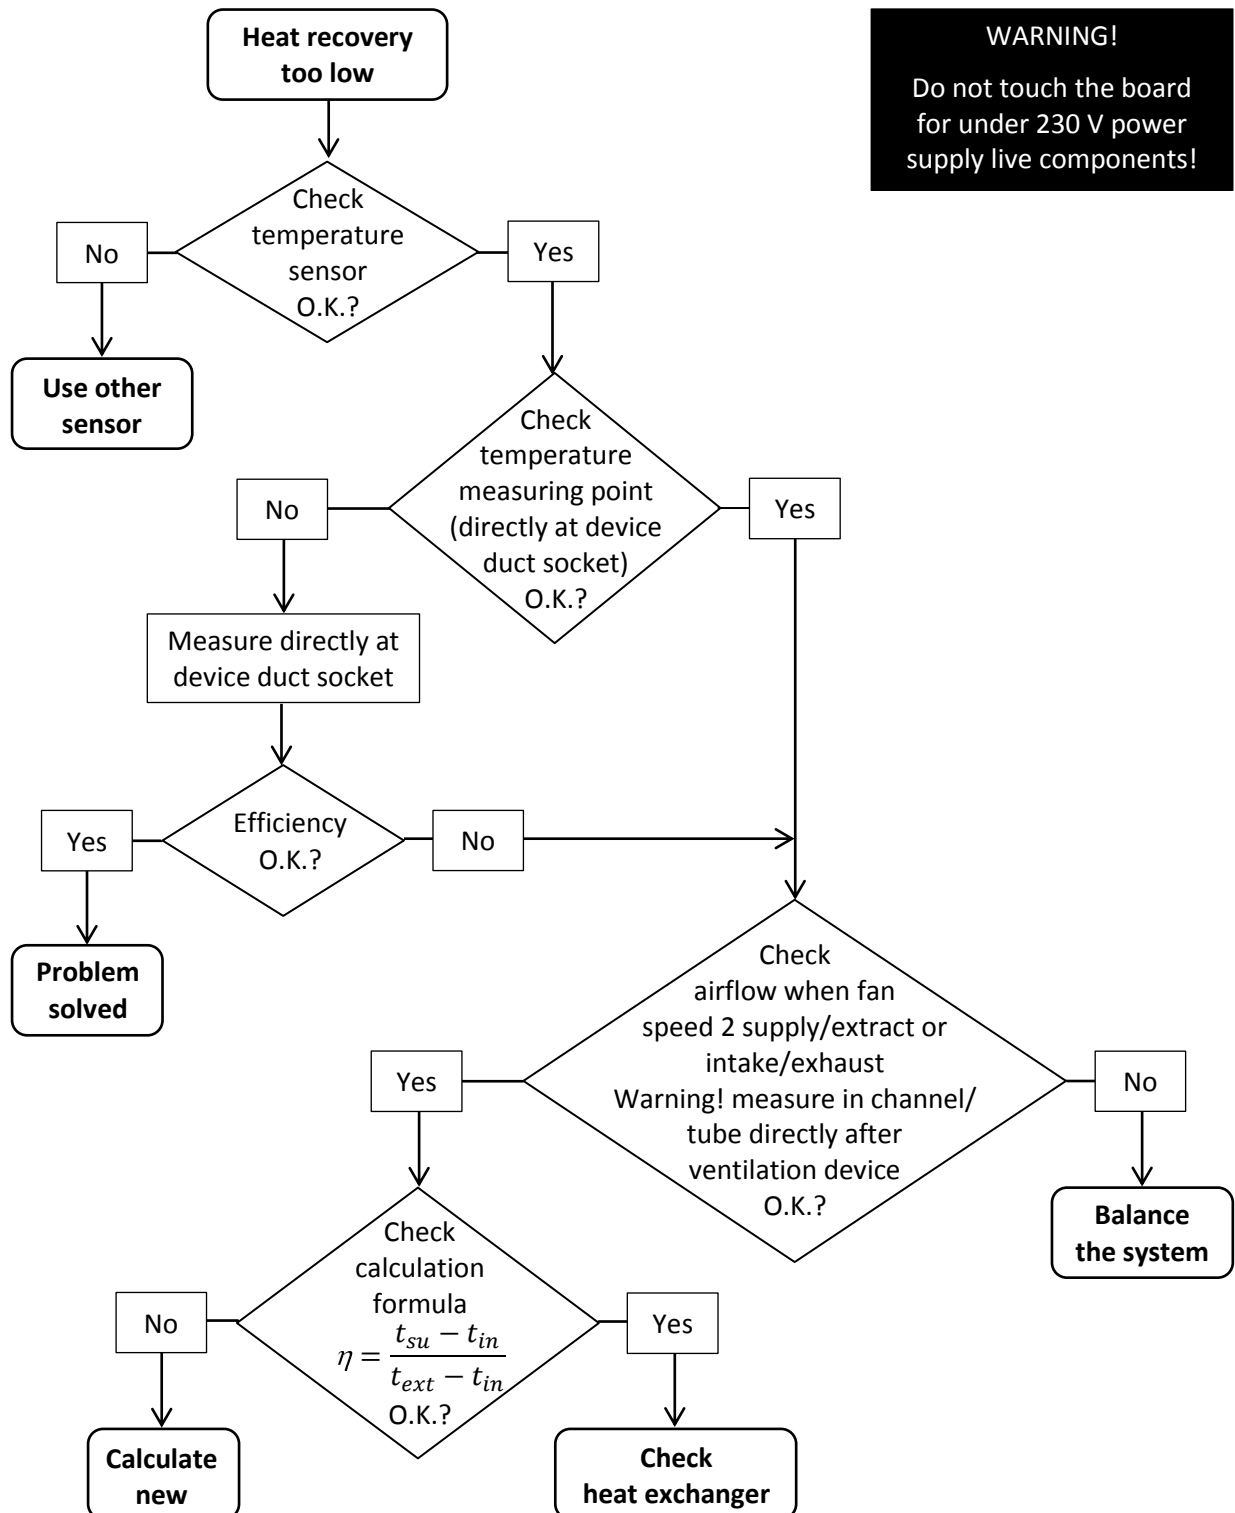 Heat recovery
too low
WARNING!
Do not touch the board
for under 230 V power
supply live components!
Check
temperature
sensor
O.K.?
No
Yes
Use other
sensor
Check
temperature
measuring point
(directly at device
duct socket)
O.K.?
No
Yes
Measure directly at
device duct socket
Efficiency
O.K.?
Yes
No
Problem
solved
Check
airflow when fan
speed 2 supply/extract or
intake/exhaust
Warning! measure in channel/
tube directly after
ventilation device
O.K.?
Yes
No
Balance
the system
Check
calculation
formula
η = (t_su − t_in) / (t_ext − t_in)
O.K.?
No
Yes
Calculate
new
Check
heat exchanger